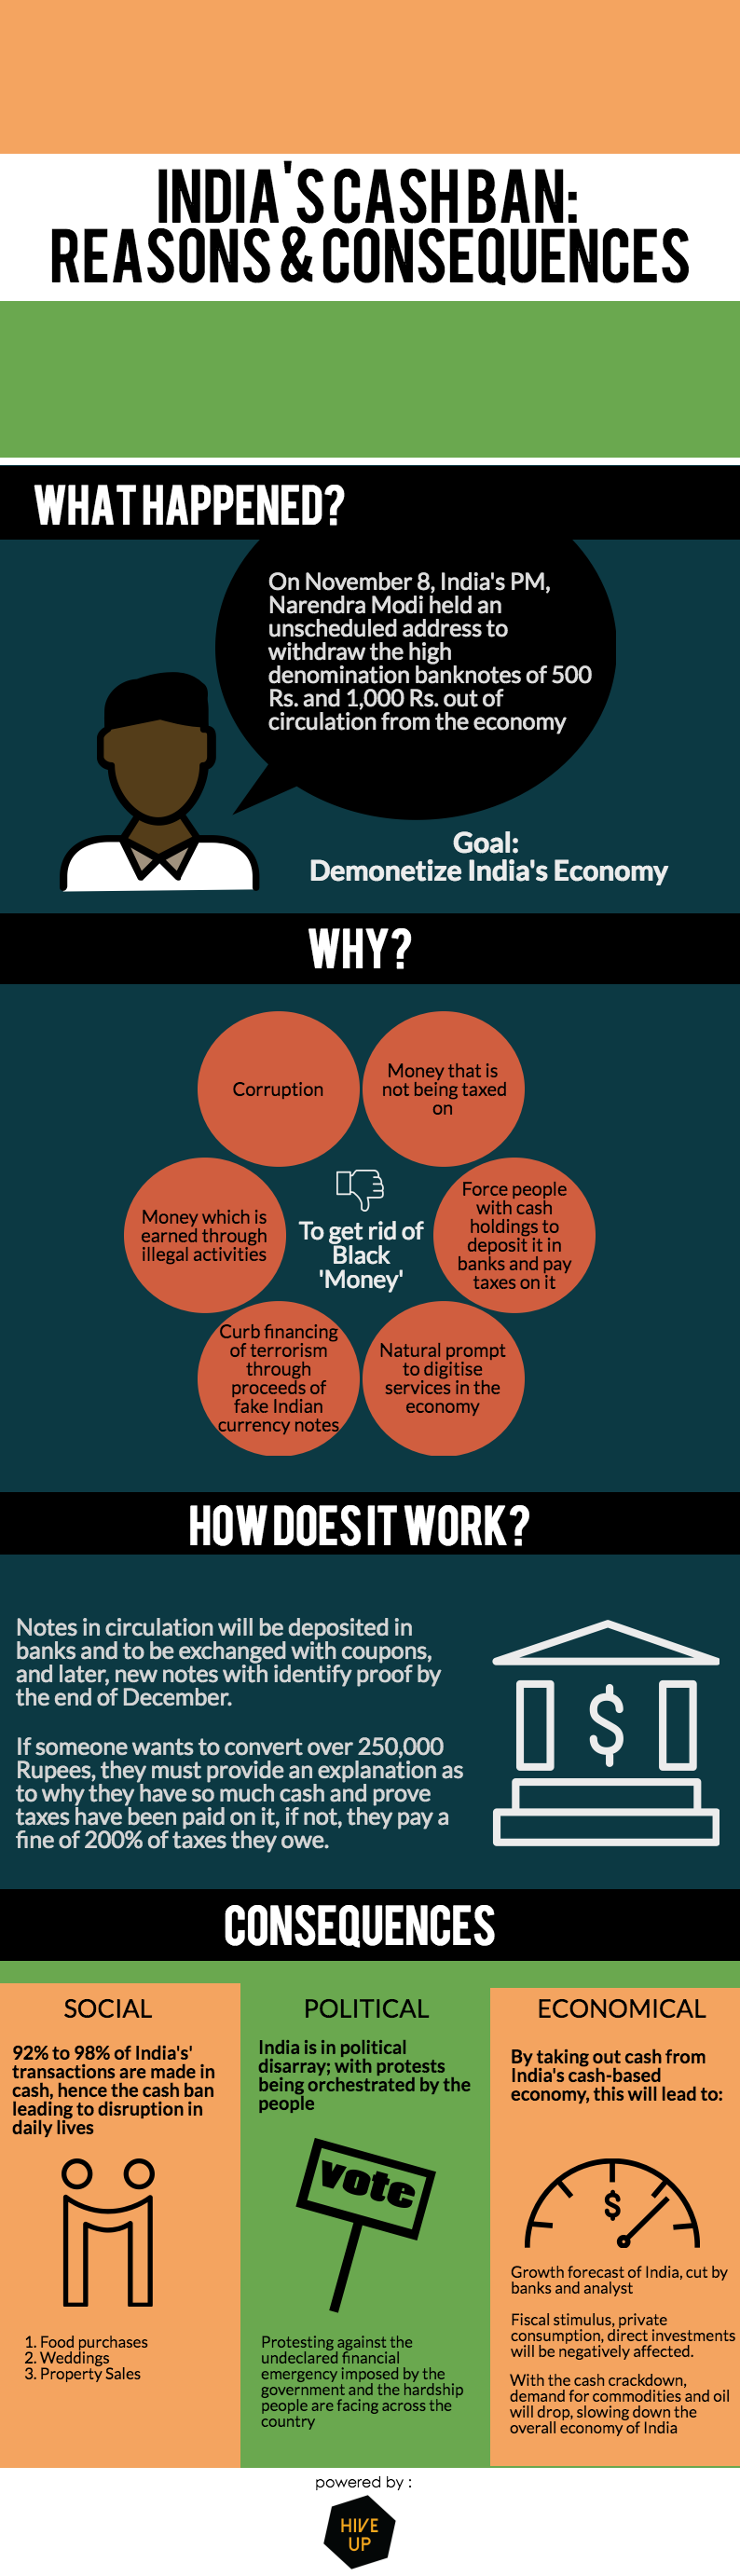 INDIA'S CASH BAN:
REASONS & CONSEQUENCES
WHAT HAPPENED?
On November 8, India's PM,
Narendra Modi held an
unscheduled address to
withdraw the high
denomination banknotes of 500
Rs. and 1,000 Rs. out of
circulation from the economy
Goal:
Demonetize India's Economy
WHY?
Corruption
Money that is
not being taxed
on
Money which is
earned through
illegal activities
To get rid of
Black
'Money'
Force people
with cash
holdings to
deposit it in
banks and pay
taxes on it
Curb financing
of terrorism
through
proceeds of
fake Indian
currency notes
Natural prompt
to digitise
services in the
economy
HOW DOES IT WORK?
Notes in circulation will be deposited in
banks and to be exchanged with coupons,
and later, new notes with identify proof by
the end of December.
If someone wants to convert over 250,000
Rupees, they must provide an explanation as
to why they have so much cash and prove
taxes have been paid on it, if not, they pay a
fine of 200% of taxes they owe.
$
CONSEQUENCES
SOCIAL
92% to 98% of India's'
transactions are made in
cash, hence the cash ban
leading to disruption in
daily lives
1. Food purchases
2. Weddings
3. Property Sales
POLITICAL
India is in political
disarray; with protests
being orchestrated by the
people
vote
Protesting against the
undeclared financial
emergency imposed by the
government and the hardship
people are facing across the
country
ECONOMICAL
By taking out cash from
India's cash-based
economy, this will lead to:
$
Growth forecast of India, cut by
banks and analyst
Fiscal stimulus, private
consumption, direct investments
will be negatively affected.
With the cash crackdown,
demand for commodities and oil
will drop, slowing down the
overall economy of India
powered by :
HIVE
UP